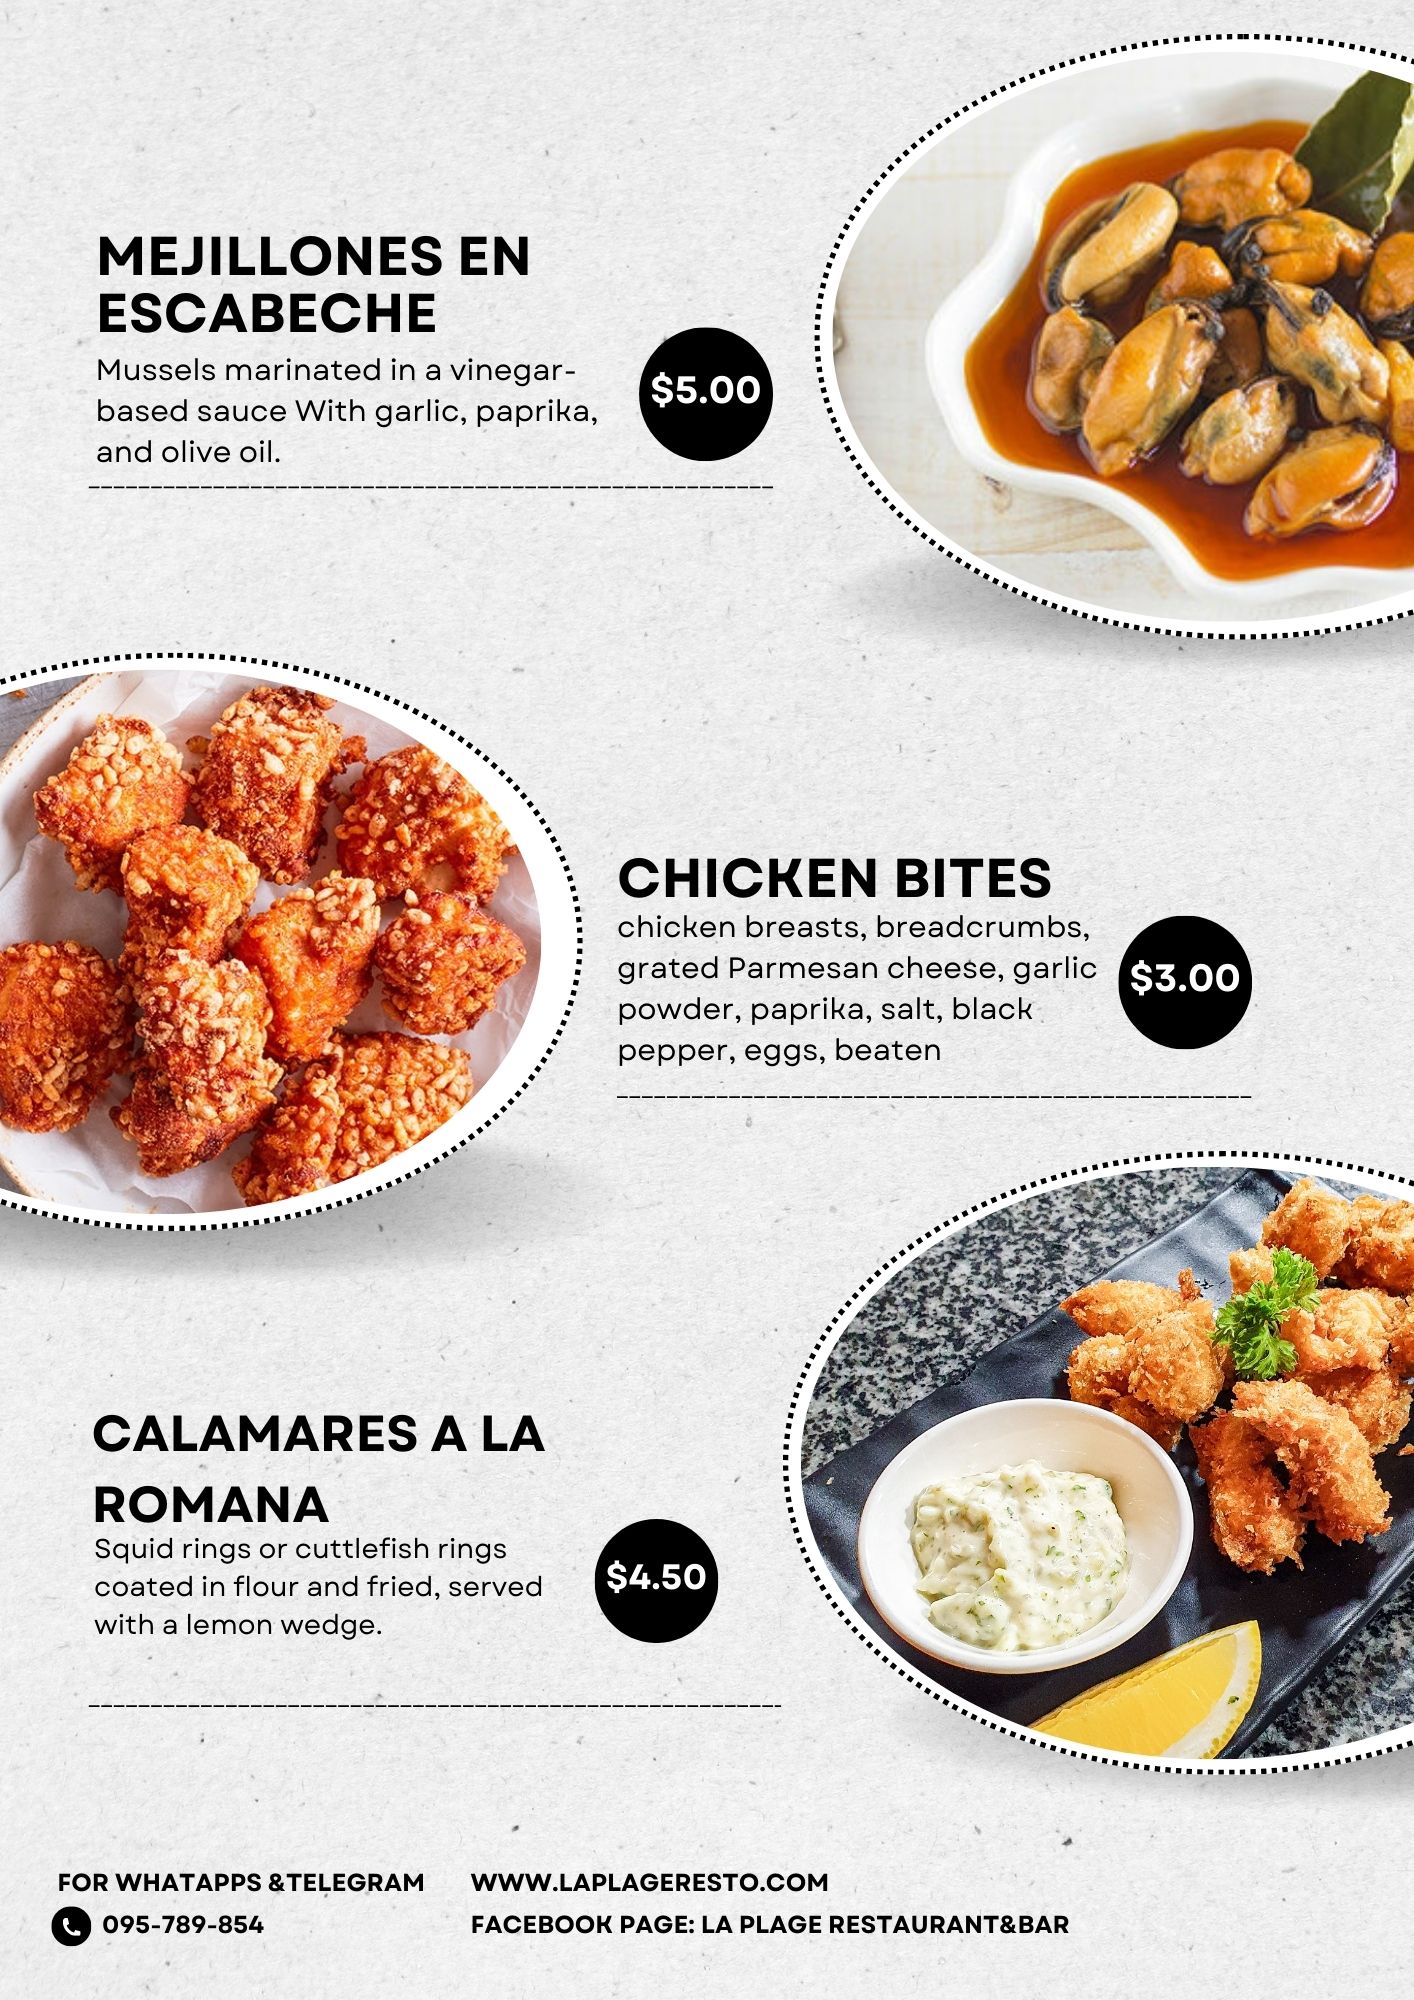 MEJILLONES EN
ESCABECHE
Mussels marinated in a vinegar-
based sauce With garlic, paprika,
and olive oil.
$5.00
CHICKEN BITES
chicken breasts, breadcrumbs,
grated Parmesan cheese, garlic
powder, paprika, salt, black
pepper, eggs, beaten
$3.00
CALAMARES A LA
ROMANA
Squid rings or cuttlefish rings
coated in flour and fried, served
with a lemon wedge.
$4.50
FOR WHATAPPS &TELEGRAM
095-789-854
WWW.LAPLAGERESTO.COM
FACEBOOK PAGE: LA PLAGE RESTAURANT&BAR